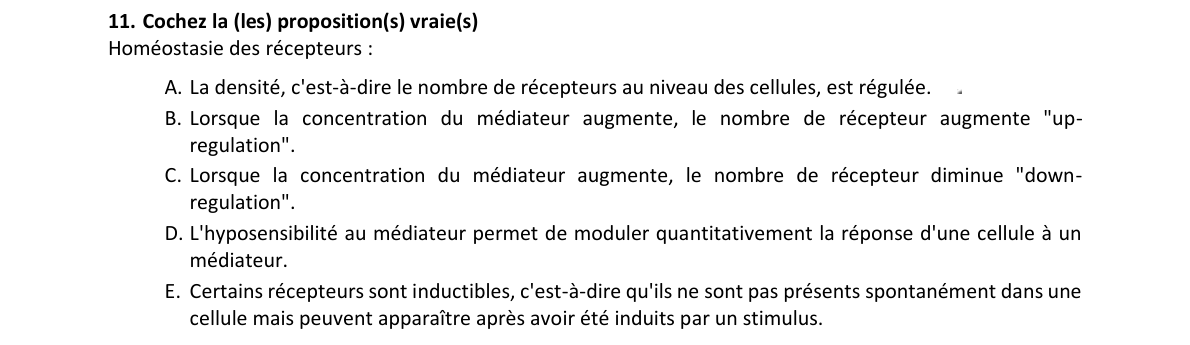 11. Cochez la (les) proposition(s) vraie(s)
Homéostasie des récepteurs :
A. La densité, c'est-à-dire le nombre de récepteurs au niveau des cellules, est régulée.
B. Lorsque la concentration du médiateur augmente, le nombre de récepteur augmente "up-
regulation".
C. Lorsque la concentration du médiateur augmente, le nombre de récepteur diminue "down-
regulation".
D. L'hyposensibilité au médiateur permet de moduler quantitativement la réponse d'une cellule à un
médiateur.
E. Certains récepteurs sont inductibles, c'est-à-dire qu'ils ne sont pas présents spontanément dans une
cellule mais peuvent apparaître après avoir été induits par un stimulus.